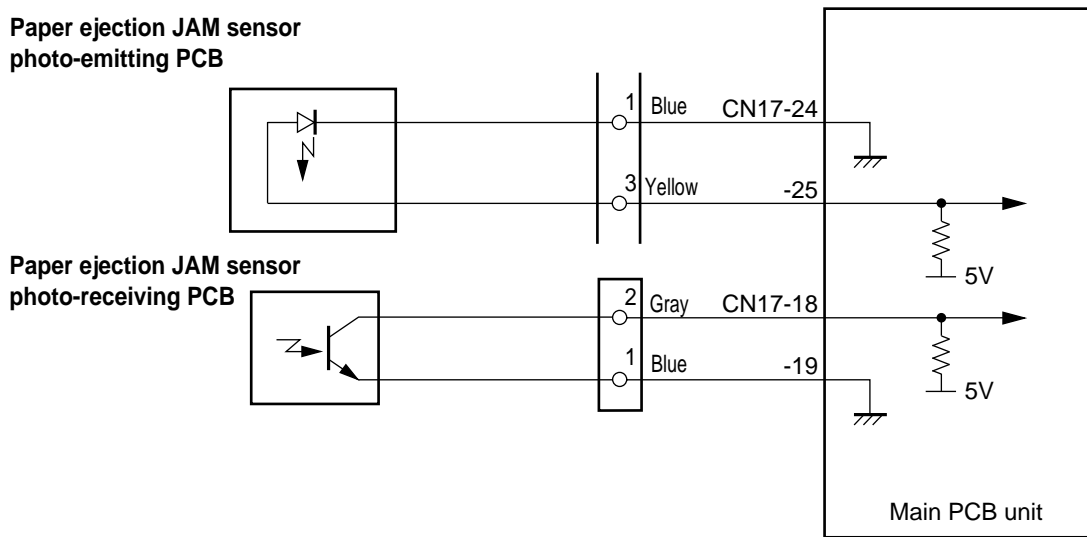 Paper ejection JAM sensor
photo-emitting PCB
1 Blue CN17-24
3 Yellow -25
5V
Paper ejection JAM sensor
photo-receiving PCB
2 Gray CN17-18
1 Blue -19
5V
Main PCB unit